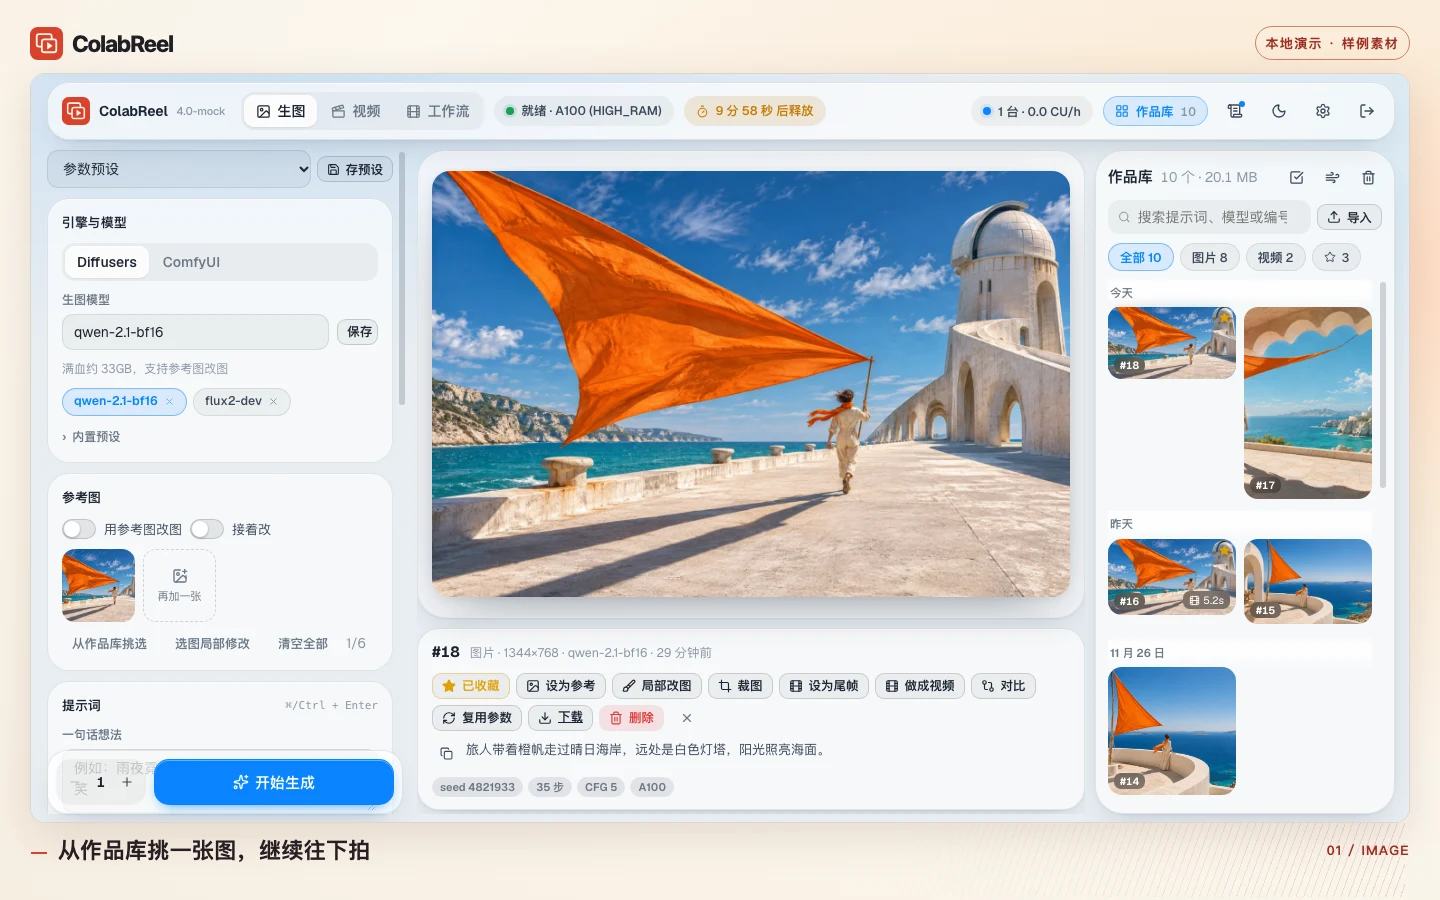 ColabReel
本地演示 · 样例素材
ColabReel 4.0-mock
生图
视频
工作流
就绪 · A100 (HIGH_RAM)
9 分 58 秒 后释放
1 台 · 0.0 CU/h
作品库 10
参数预设
存预设
引擎与模型
Diffusers
ComfyUI
生图模型
qwen-2.1-bf16
保存
满血约 33GB，支持参考图改图
qwen-2.1-bf16 ×
flux2-dev ×
› 内置预设
参考图
用参考图改图
接着改
再加一张
从作品库挑选
选图局部修改
清空全部
1/6
提示词
⌘/Ctrl + Enter
一句话想法
例如：雨夜霓
笑
1 +
开始生成
#18 图片 · 1344×768 · qwen-2.1-bf16 · 29 分钟前
已收藏
设为参考
局部改图
裁图
设为尾帧
做成视频
对比
复用参数
下载
删除
×
旅人带着橙帆走过晴日海岸，远处是白色灯塔，阳光照亮海面。
seed 4821933
35 步
CFG 5
A100
作品库 10 个 · 20.1 MB
搜索提示词、模型或编号
导入
全部 10
图片 8
视频 2
3
今天
#18
#17
昨天
#16
5.2s
#15
11 月 26 日
#14
— 从作品库挑一张图，继续往下拍
01 / IMAGE